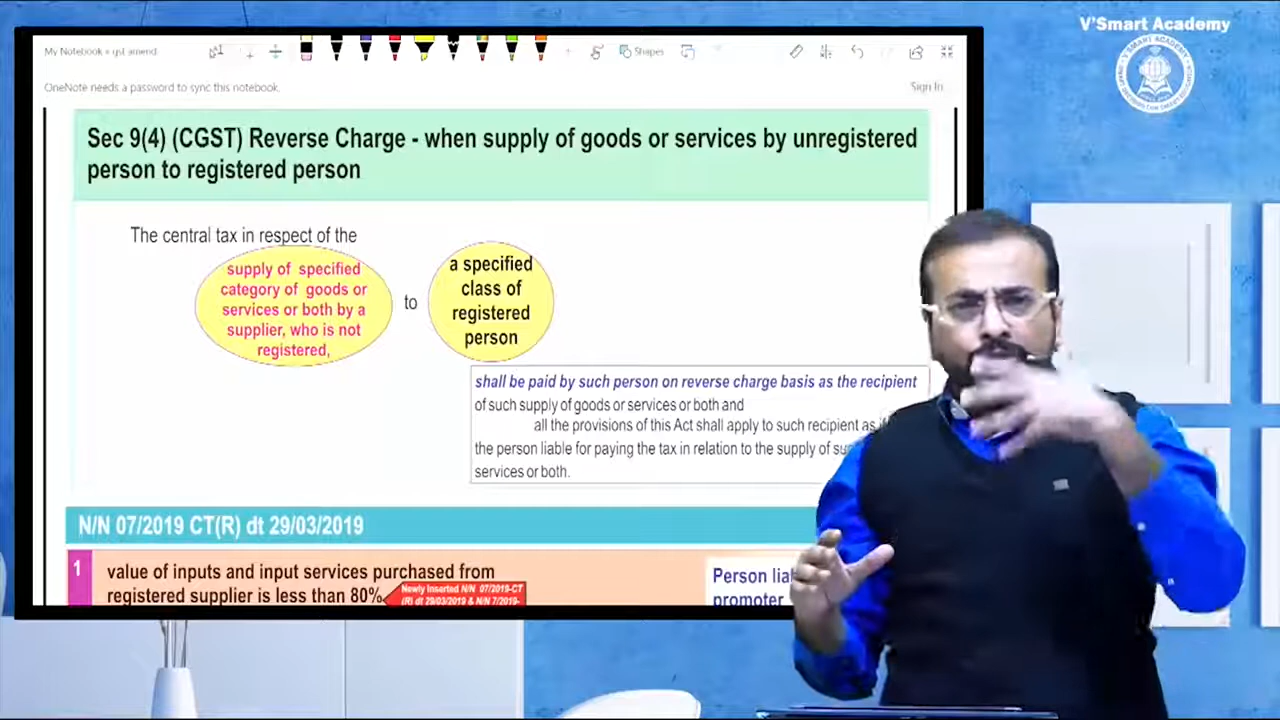 V'Smart Academy
My Notebook » gst amend
Shapes
OneNote needs a password to sync this notebook.
Sign In
Sec 9(4) (CGST) Reverse Charge - when supply of goods or services by unregistered
person to registered person
The central tax in respect of the
supply of specified
category of goods or
services or both by a
supplier, who is not
registered,
to
a specified
class of
registered
person
shall be paid by such person on reverse charge basis as the recipient
of such supply of goods or services or both and
all the provisions of this Act shall apply to such recipient as if
the person liable for paying the tax in relation to the supply of
services or both.
N/N 07/2019 CT(R) dt 29/03/2019
1
value of inputs and input services purchased from
registered supplier is less than 80%
Newly Inserted N/N 07/2019-CT
(R) dt 29/03/2019 & N/N 7/2019-
Person
promoter